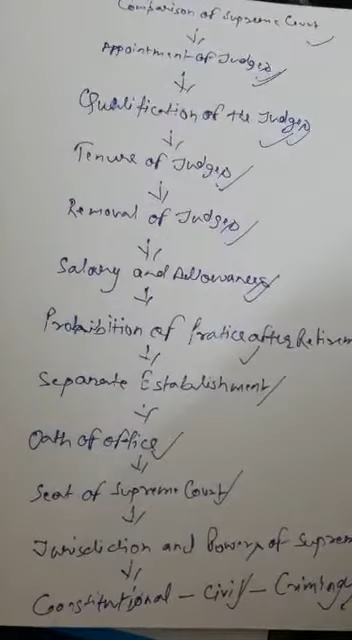 Comparison of Supreme Court
Appointment of Judges
Qualification of the Judges
Tenure of Judges
Removal of Judges
Salary and Allowances
Prohibition of Pratice after Retirem
Separate Establishment
Oath of office
Seat of Supreme Court
Jurisdiction and Powers of Suprem
Constitutional - Civil - Criminal